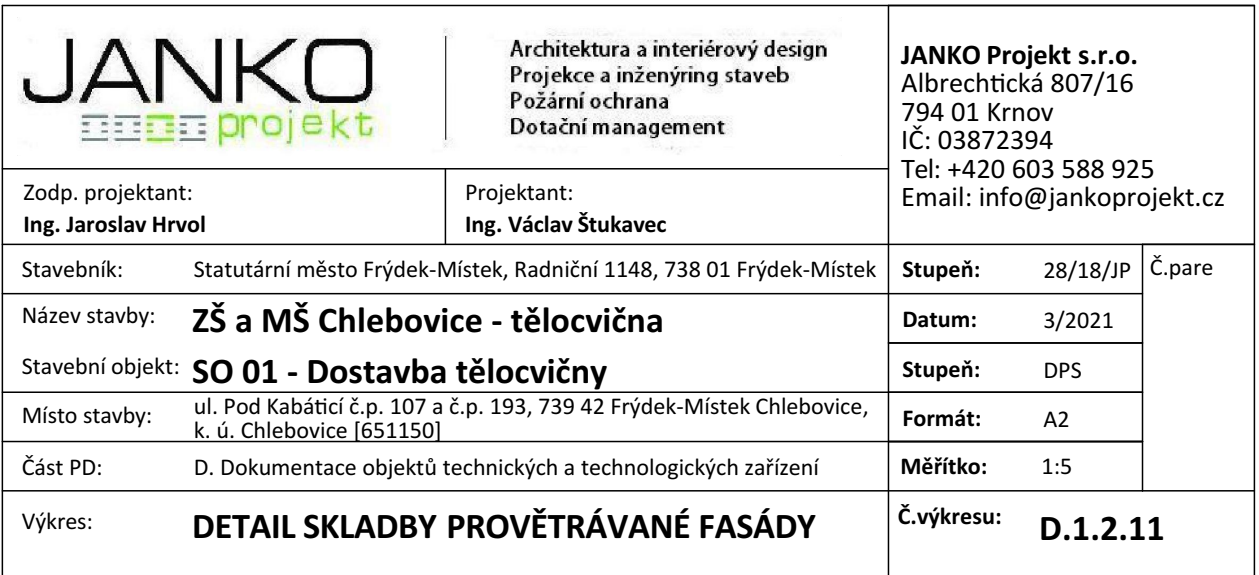 JANKO
projekt
Architektura a interiérový design
Projekce a inženýring staveb
Požární ochrana
Dotační management
JANKO Projekt s.r.o.
Albrechtická 807/16
794 01 Krnov
IČ: 03872394
Tel: +420 603 588 925
Email: info@jankoprojekt.cz
Zodp. projektant:
Ing. Jaroslav Hrvol
Projektant:
Ing. Václav Štukavec
Stavebník: Statutární město Frýdek-Místek, Radniční 1148, 738 01 Frýdek-Místek
Stupeň: 28/18/JP
Č.pare
Název stavby: ZŠ a MŠ Chlebovice - tělocvična
Datum: 3/2021
Stavební objekt: SO 01 - Dostavba tělocvičny
Stupeň: DPS
Místo stavby: ul. Pod Kabáticí č.p. 107 a č.p. 193, 739 42 Frýdek-Místek Chlebovice,
k. ú. Chlebovice [651150]
Formát: A2
Část PD: D. Dokumentace objektů technických a technologických zařízení
Měřítko: 1:5
Výkres: DETAIL SKLADBY PROVĚTRÁVANÉ FASÁDY
Č.výkresu: D.1.2.11